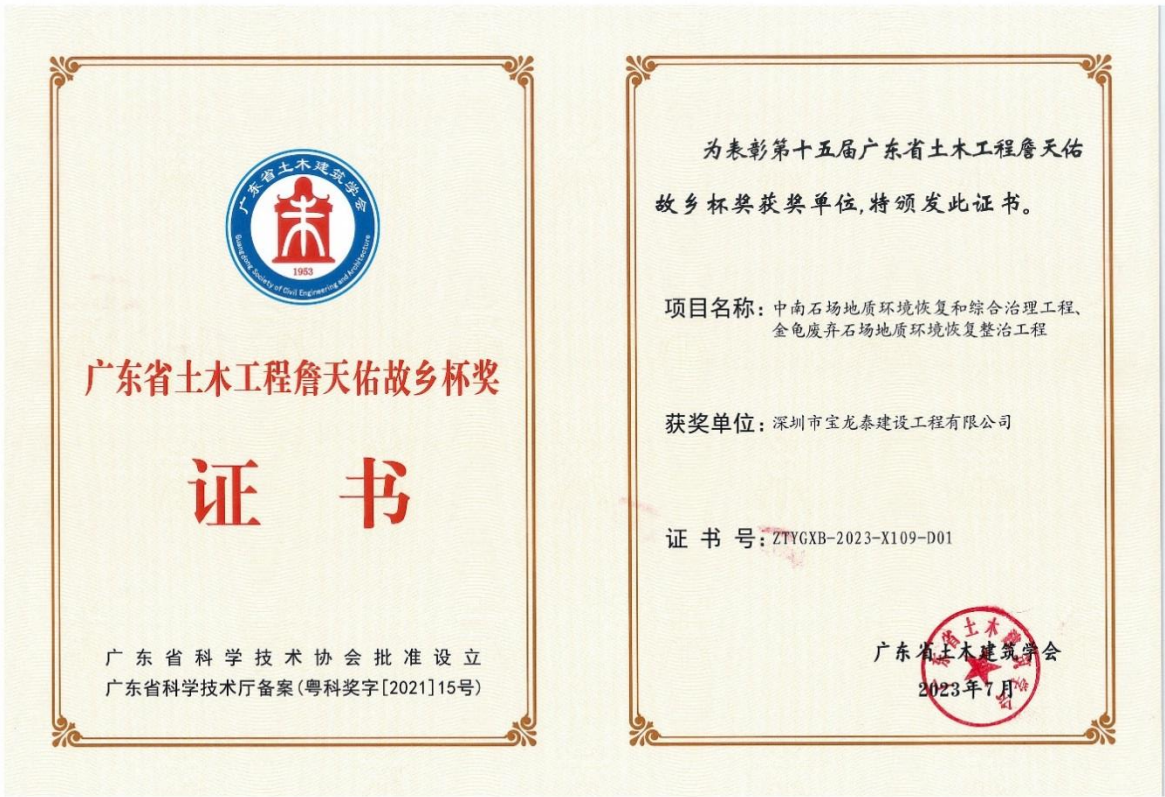 广东省土木建筑学会
1953
Guangdong Society of Civil Engineering and Architecture
广东省土木工程詹天佑故乡杯奖
证 书
广东省科学技术协会批准设立
广东省科学技术厅备案(粤科奖字[2021]15号)
为表彰第十五届广东省土木工程詹天佑
故乡杯奖获奖单位,特颁发此证书。
项目名称：中南石场地质环境恢复和综合治理工程、
金龟废弃石场地质环境恢复整治工程
获奖单位：深圳市宝龙泰建设工程有限公司
证 书 号：ZTYGXB-2023-X109-D01
广东省土木建筑学会
2023年7月
广东省土木建筑学会